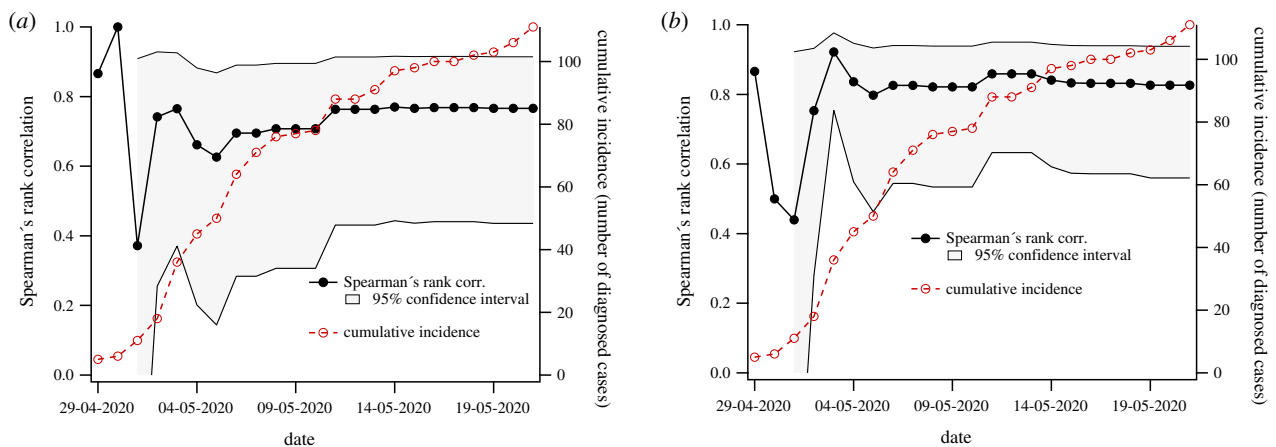 (a)
1.0
0.8
0.6
0.4
0.2
0.0
Spearman´s rank correlation
100
80
60
40
20
0
cumulative incidence (number of diagnosed cases)
Spearman´s rank corr.
95% confidence interval
cumulative incidence
29-04-2020 04-05-2020 09-05-2020 14-05-2020 19-05-2020
date
(b)
1.0
0.8
0.6
0.4
0.2
0.0
Spearman´s rank correlation
100
80
60
40
20
0
cumulative incidence (number of diagnosed cases)
Spearman´s rank corr.
95% confidence interval
cumulative incidence
29-04-2020 04-05-2020 09-05-2020 14-05-2020 19-05-2020
date